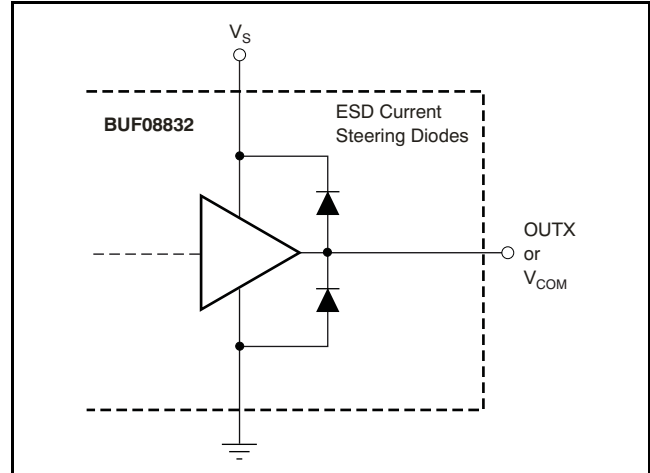 V_S
BUF08832
ESD Current
Steering Diodes
OUTX
or
V_COM